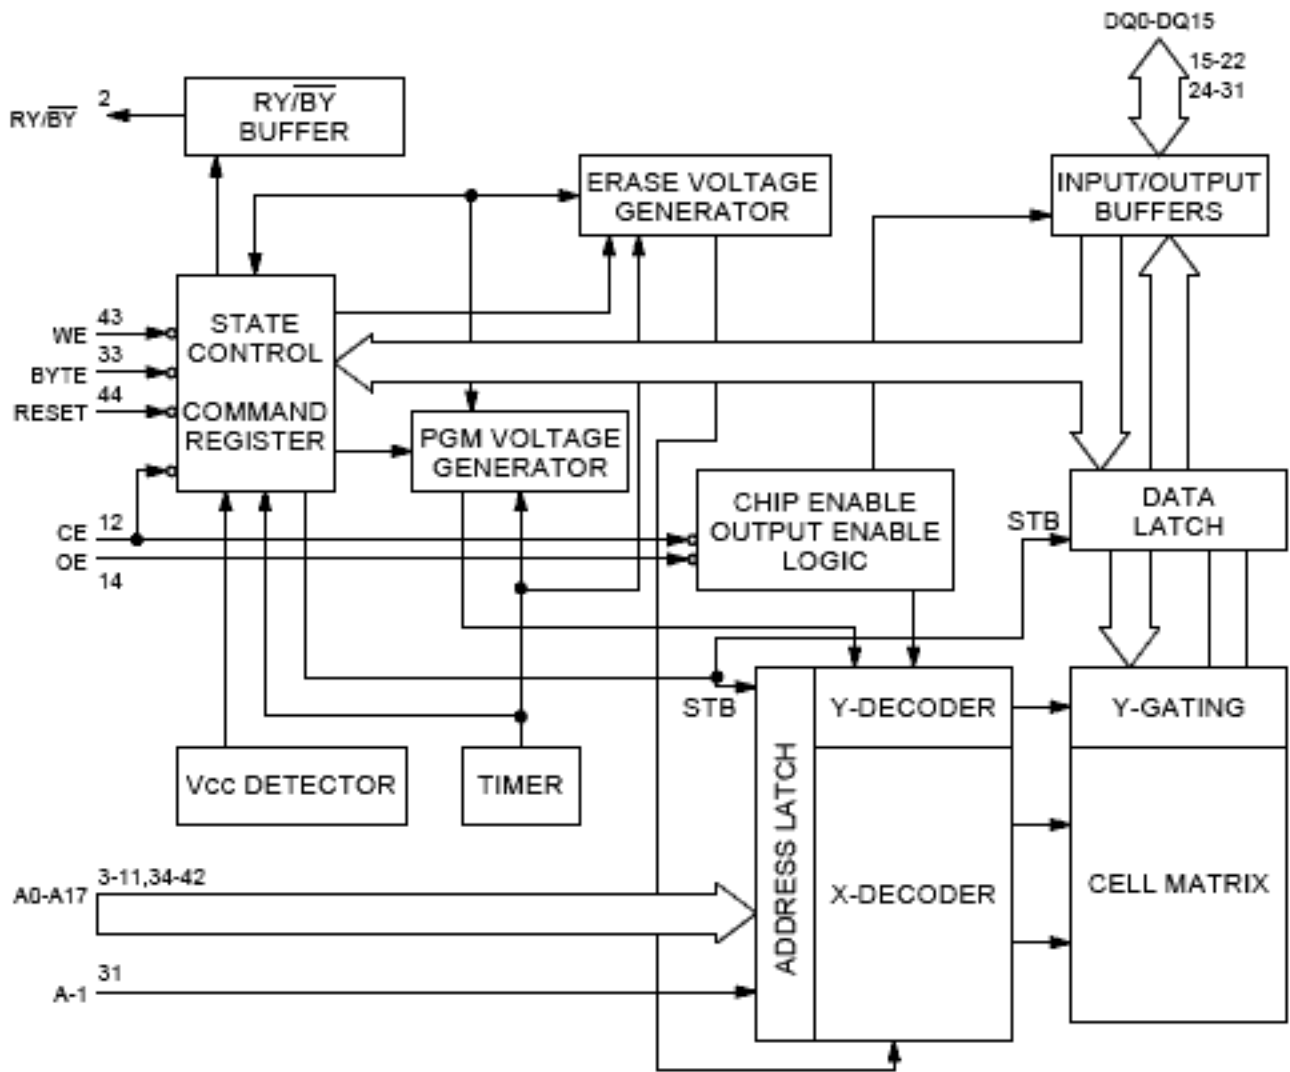 DQ0-DQ15
15-22
24-31
RY/BY
2
RY/BY
BUFFER
ERASE VOLTAGE
GENERATOR
INPUT/OUTPUT
BUFFERS
WE
43
BYTE
33
RESET
44
STATE
CONTROL
COMMAND
REGISTER
PGM VOLTAGE
GENERATOR
CHIP ENABLE
OUTPUT ENABLE
LOGIC
STB
DATA
LATCH
CE
12
OE
14
STB
ADDRESS LATCH
Y-DECODER
Y-GATING
Vcc DETECTOR
TIMER
X-DECODER
CELL MATRIX
A0-A17
3-11,34-42
A-1
31